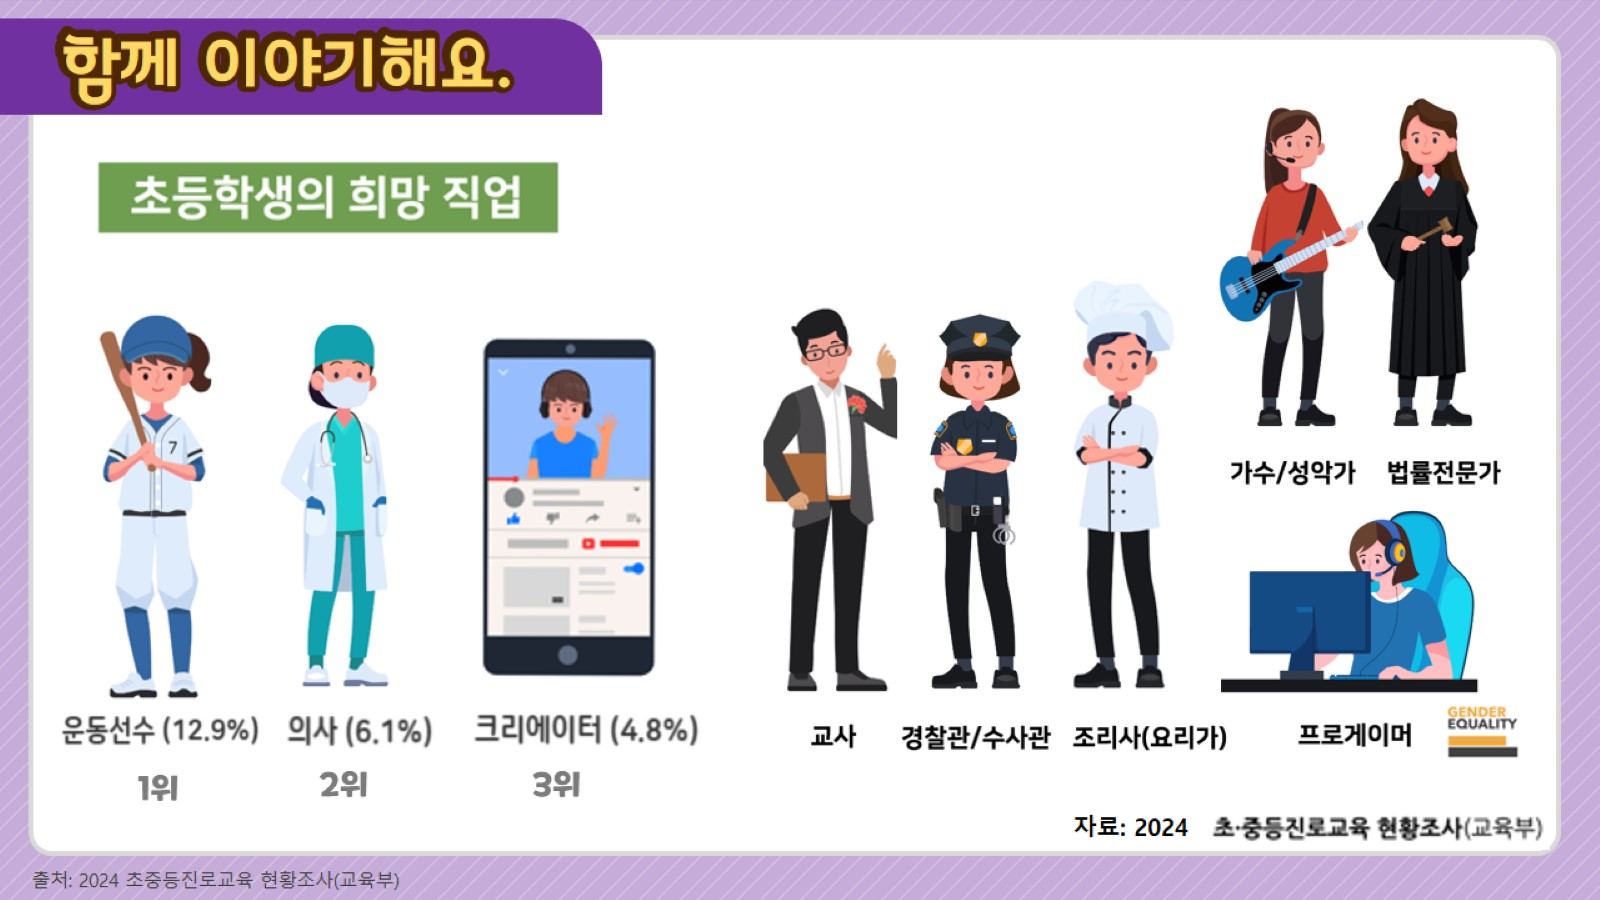 함께 이야기해요.
초등학생의 희망 직업
7
운동선수 (12.9%)
1위
의사 (6.1%)
2위
크리에이터 (4.8%)
3위
교사
경찰관/수사관
조리사(요리가)
가수/성악가
법률전문가
프로게이머
GENDER
EQUALITY
자료: 2024 초·중등진로교육 현황조사(교육부)
출처: 2024 초중등진로교육 현황조사(교육부)